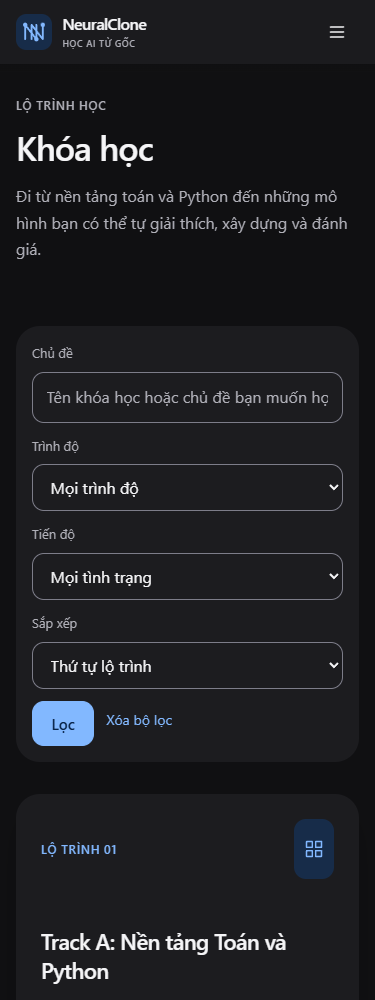 NeuralClone
HỌC AI TỪ GỐC
LỘ TRÌNH HỌC
Khóa học
Đi từ nền tảng toán và Python đến những mô
hình bạn có thể tự giải thích, xây dựng và đánh
giá.
Chủ đề
Tên khóa học hoặc chủ đề bạn muốn họ
Trình độ
Mọi trình độ
Tiến độ
Mọi tình trạng
Sắp xếp
Thứ tự lộ trình
Lọc Xóa bộ lọc
LỘ TRÌNH 01
Track A: Nền tảng Toán và
Python